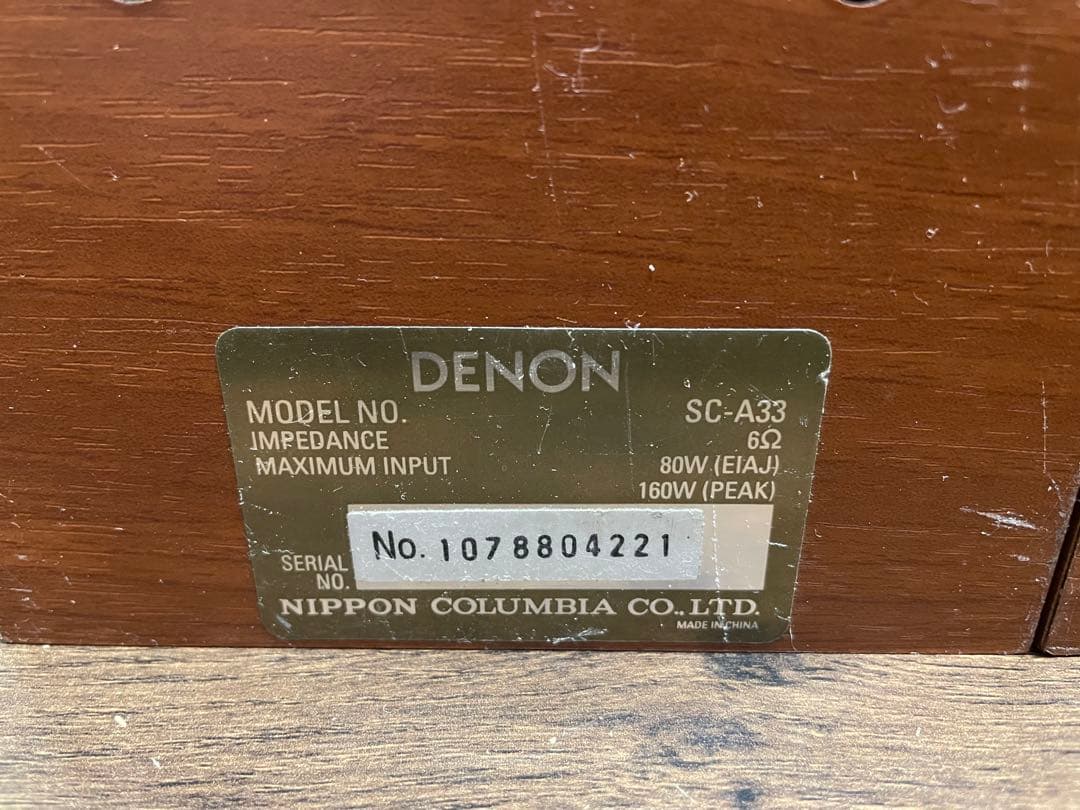 DENON
MODEL NO. SC-A33
IMPEDANCE 6Ω
MAXIMUM INPUT 80W (EIAJ)
160W (PEAK)
SERIAL NO. No. 1078804221
NIPPON COLUMBIA CO.,LTD.
MADE IN CHINA